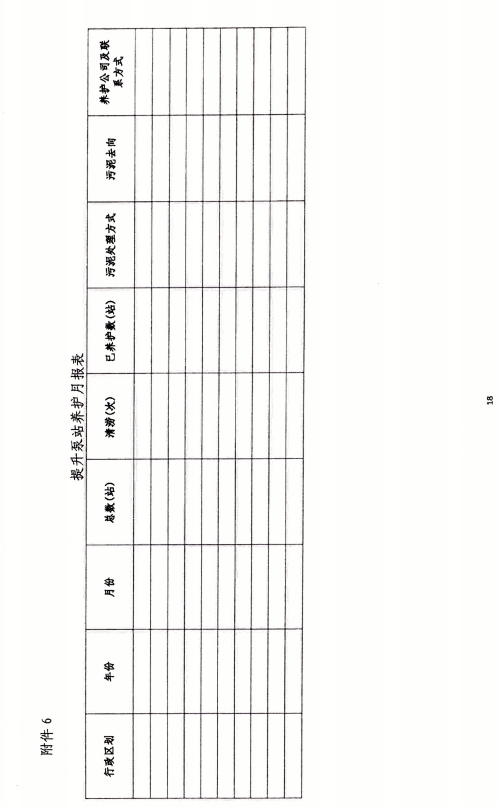 附件 6
提升泵站养护月报表
行政区划 年份 月份 总数(站) 清淤(次) 已养护数(站) 污泥处理方式 污泥去向 养护公司及联系方式
18